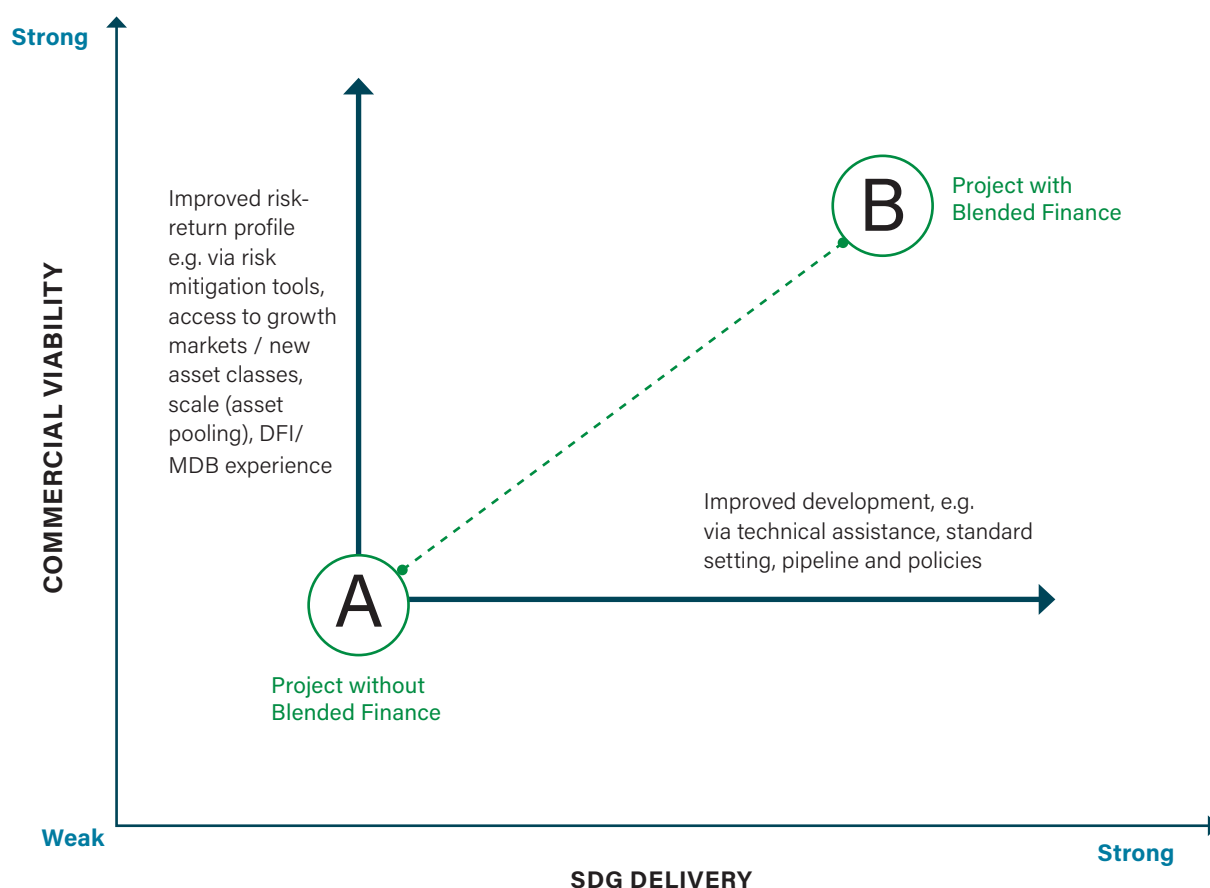 Strong
COMMERCIAL VIABILITY
Improved risk-
return profile
e.g. via risk
mitigation tools,
access to growth
markets / new
asset classes,
scale (asset
pooling), DFI/
MDB experience
B
Project with
Blended Finance
Improved development, e.g.
via technical assistance, standard
setting, pipeline and policies
A
Project without
Blended Finance
Weak
Strong
SDG DELIVERY